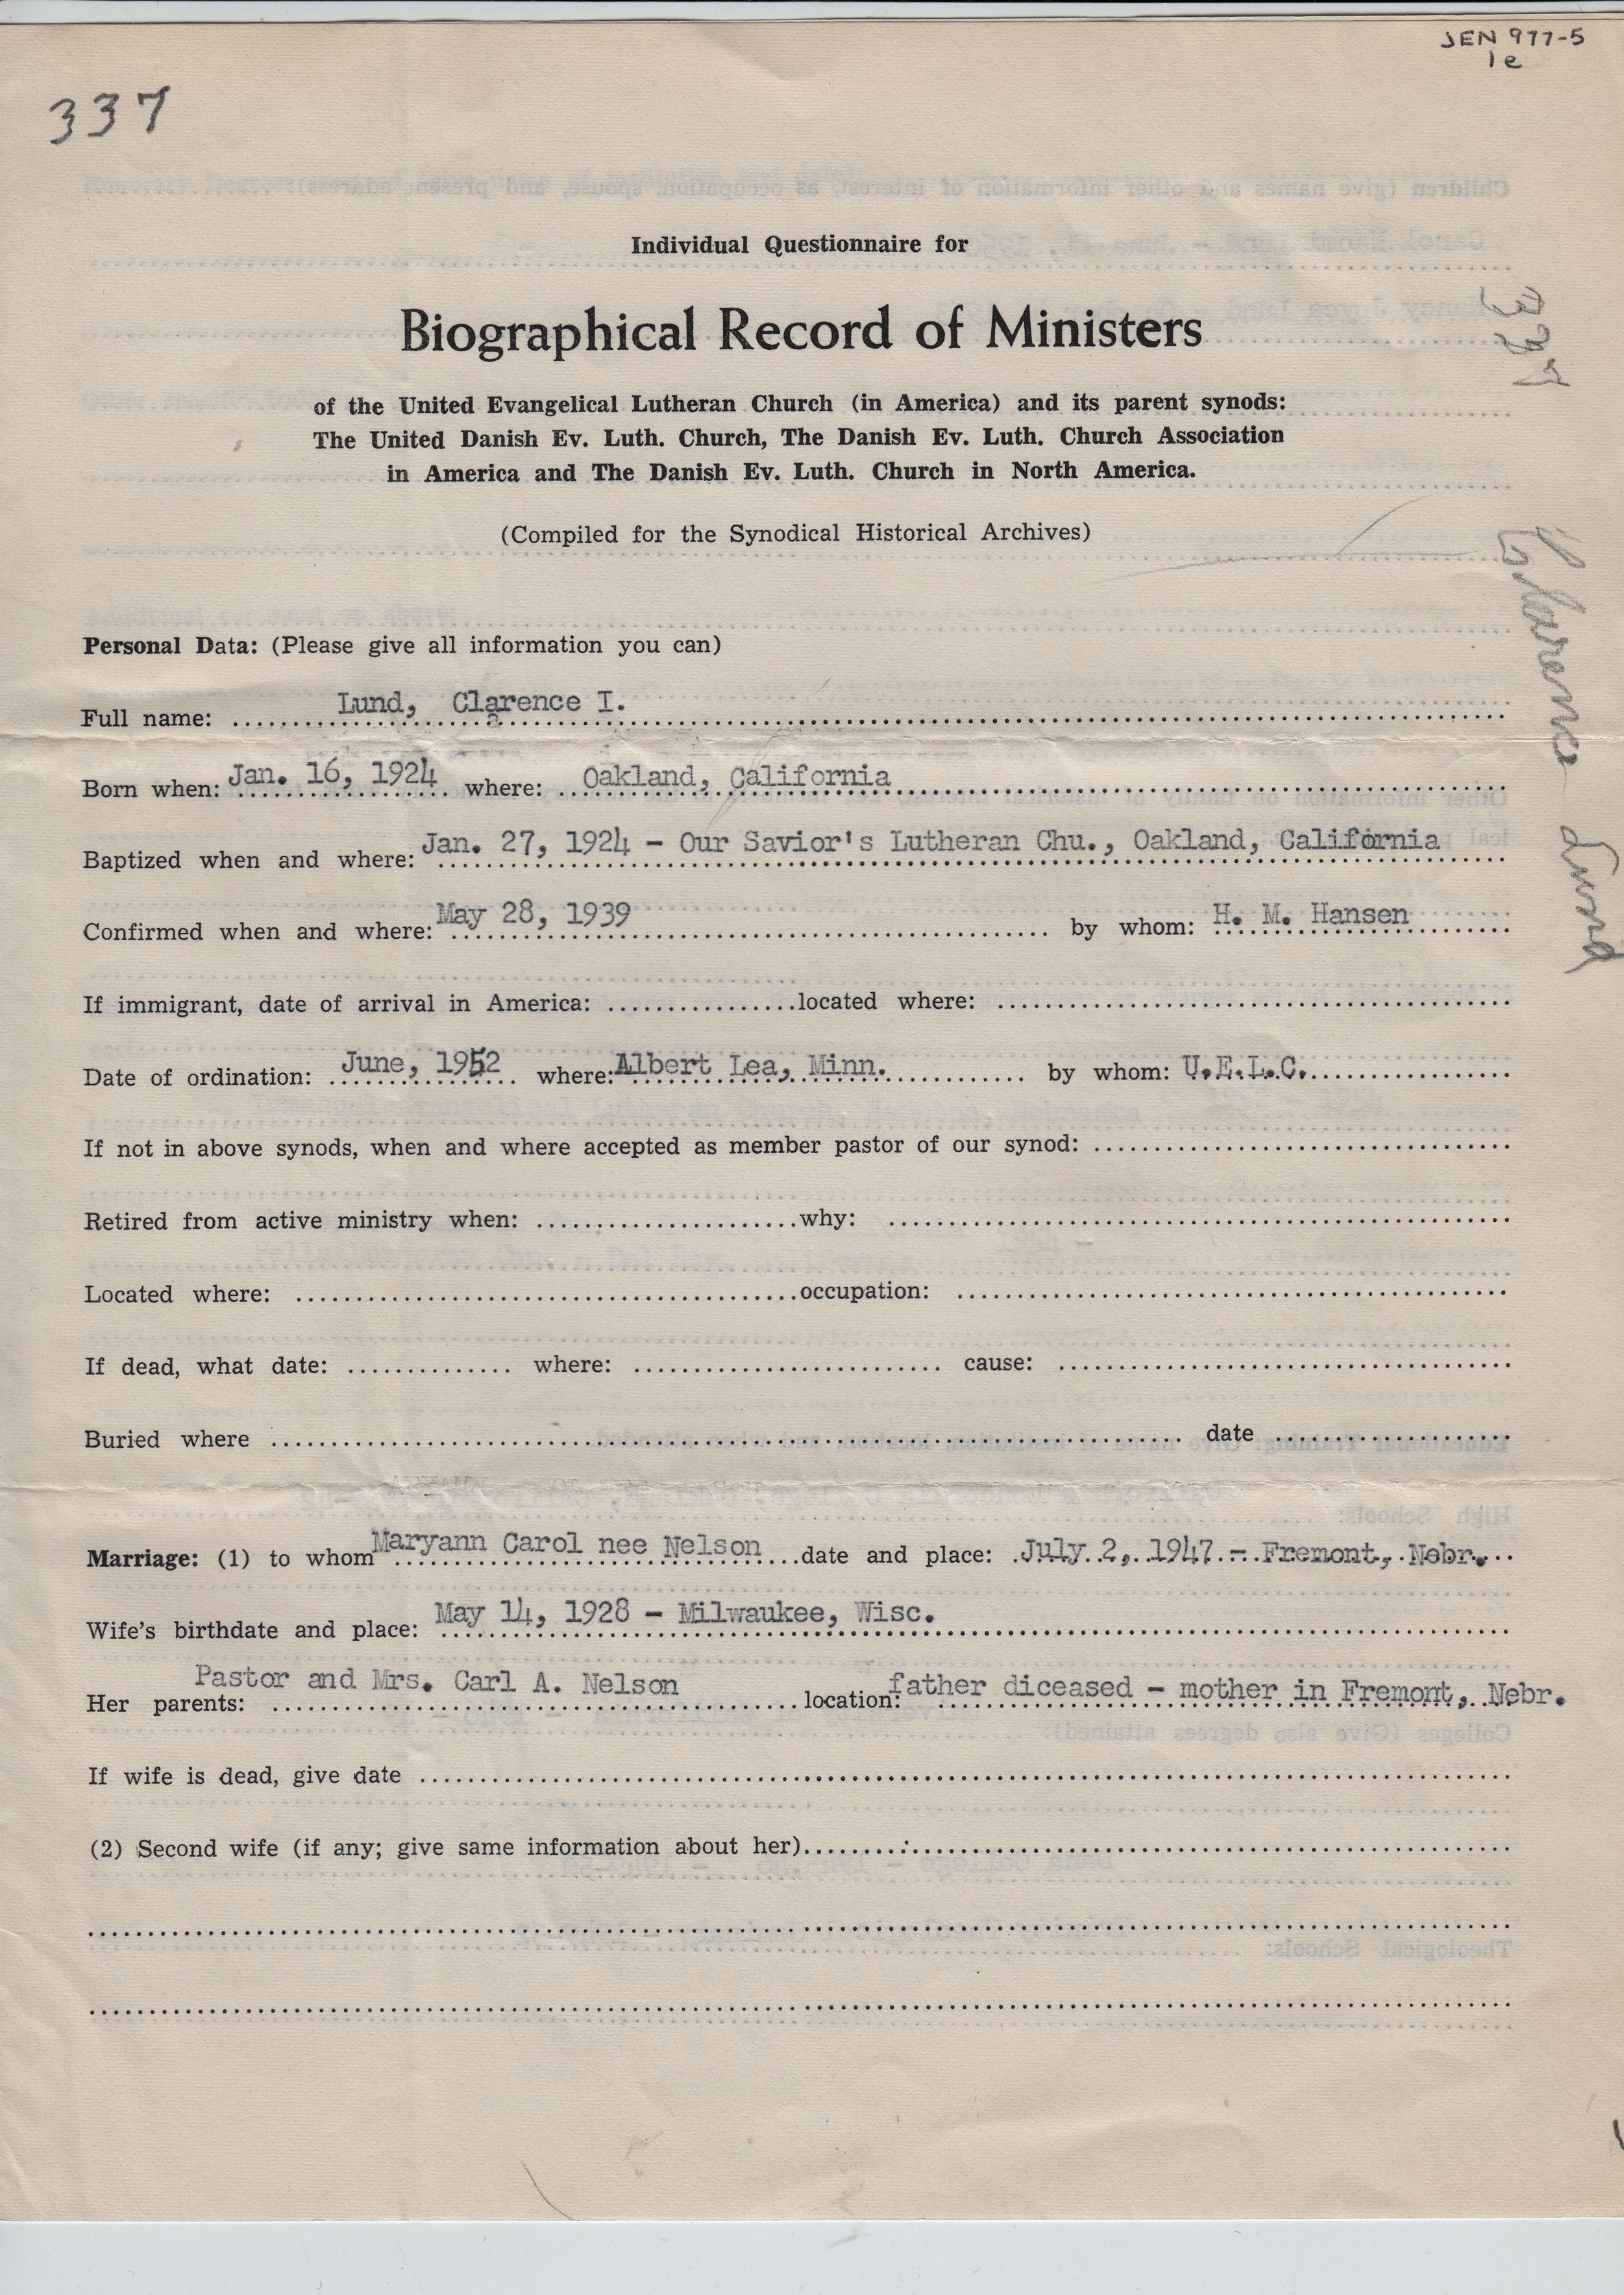 JEN 977-5
1e
337
Individual Questionnaire for
Biographical Record of Ministers
of the United Evangelical Lutheran Church (in America) and its parent synods:
The United Danish Ev. Luth. Church, The Danish Ev. Luth. Church Association
in America and The Danish Ev. Luth. Church in North America.
(Compiled for the Synodical Historical Archives)
337 Clarence Lund
Personal Data: (Please give all information you can)
Full name: Lund, Clarence I.
Born when: Jan. 16, 1924 where: Oakland, California
Baptized when and where: Jan. 27, 1924 - Our Savior's Lutheran Chu., Oakland, California
Confirmed when and where: May 28, 1939 by whom: H. M. Hansen
If immigrant, date of arrival in America: located where:
Date of ordination: June, 1952 where: Albert Lea, Minn. by whom: U.E.L.C.
If not in above synods, when and where accepted as member pastor of our synod:
Retired from active ministry when: why:
Located where: occupation:
If dead, what date: where: cause:
Buried where date
Marriage: (1) to whom Maryann Carol nee Nelson date and place: July 2, 1947 - Fremont, Nebr.
Wife's birthdate and place: May 14, 1928 - Milwaukee, Wisc.
Her parents: Pastor and Mrs. Carl A. Nelson location: father diceased - mother in Fremont, Nebr.
If wife is dead, give date
(2) Second wife (if any; give same information about her)